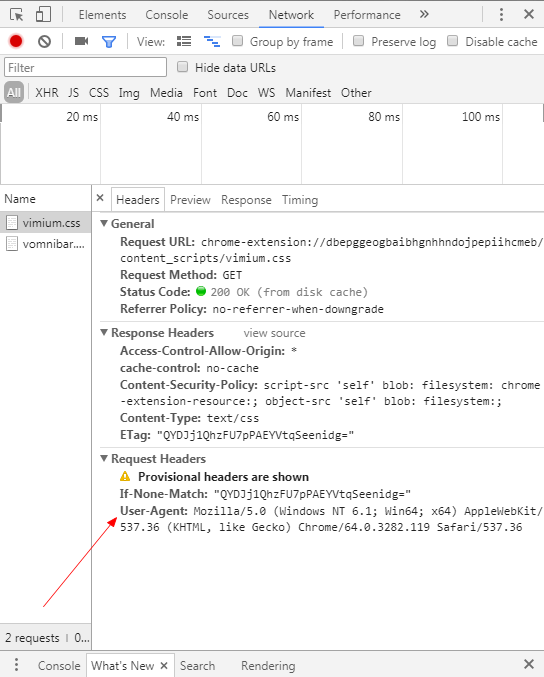 Elements Console Sources Network Performance »
View: Group by frame Preserve log Disable cache
Filter Hide data URLs
All XHR JS CSS Img Media Font Doc WS Manifest Other
20 ms 40 ms 60 ms 80 ms 100 ms
Name × Headers Preview Response Timing
vimium.css
vomnibar....
General
Request URL: chrome-extension://dbepggeogbaibhgnhhndojpepiihcmeb/
content_scripts/vimium.css
Request Method: GET
Status Code: 200 OK (from disk cache)
Referrer Policy: no-referrer-when-downgrade
Response Headers view source
Access-Control-Allow-Origin: *
cache-control: no-cache
Content-Security-Policy: script-src 'self' blob: filesystem: chrome
-extension-resource:; object-src 'self' blob: filesystem:;
Content-Type: text/css
ETag: "QYDJj1QhzFU7pPAEYVtqSeenidg="
Request Headers
Provisional headers are shown
If-None-Match: "QYDJj1QhzFU7pPAEYVtqSeenidg="
User-Agent: Mozilla/5.0 (Windows NT 6.1; Win64; x64) AppleWebKit/
537.36 (KHTML, like Gecko) Chrome/64.0.3282.119 Safari/537.36
2 requests | 0...
Console What's New × Search Rendering